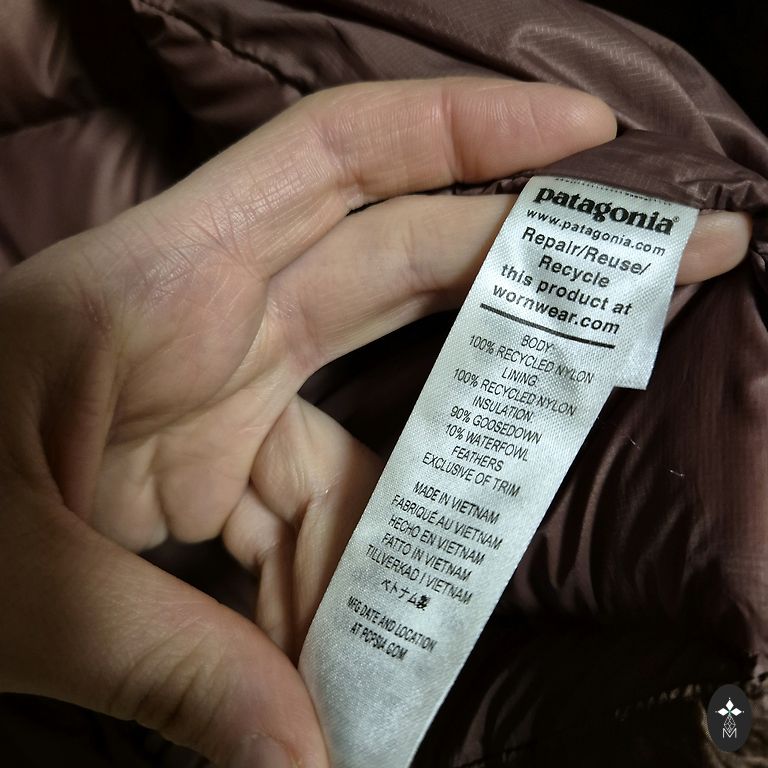 patagonia®
www.patagonia.com
Repair/Reuse/
Recycle
this product at
wornwear.com
BODY:
100% RECYCLED NYLON
LINING:
100% RECYCLED NYLON
INSULATION:
90% GOOSEDOWN
10% WATERFOWL
FEATHERS
EXCLUSIVE OF TRIM
MADE IN VIETNAM
FABRIQUÉ AU VIETNAM
HECHO EN VIETNAM
FATTO IN VIETNAM
TILLVERKAD I VIETNAM
ベトナム製
MFG DATE AND LOCATION
AT PCPSIA.COM
M